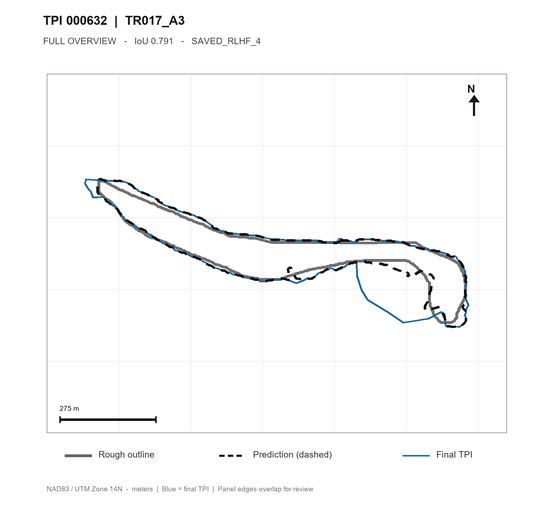 TPI 000632 | TR017_A3
FULL OVERVIEW - IoU 0.791 - SAVED_RLHF_4
N
275 m
Rough outline
Prediction (dashed)
Final TPI
NAD83 / UTM Zone 14N - meters | Blue = final TPI | Panel edges overlap for review